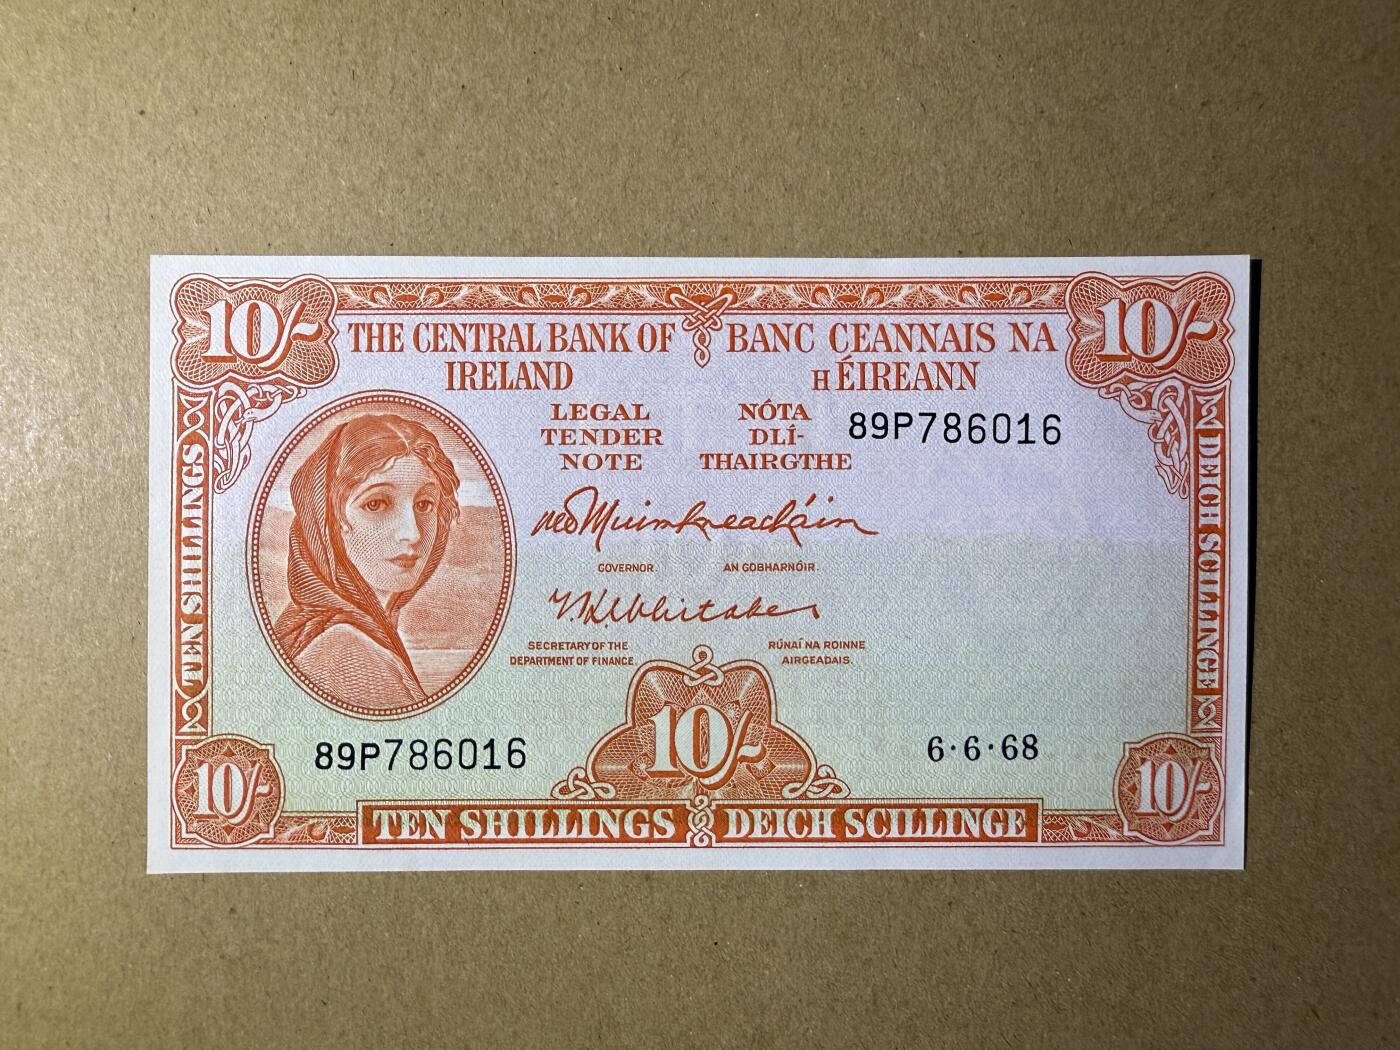 10/-
10/-
THE CENTRAL BANK OF IRELAND
BANC CEANNAIS NA hÉIREANN
LEGAL TENDER NOTE
NÓTA DLÍ-THAIRGTHE
89P786016
TEN SHILLINGS
DEICH SCILLINGE
M Ó Muimhneacháin
GOVERNOR.
AN GOBHARNÓIR.
T.K. Whitaker
SECRETARY OF THE DEPARTMENT OF FINANCE.
RÚNAÍ NA ROINNE AIRGEADAIS.
89P786016
10/-
6·6·68
10/-
10/-
TEN SHILLINGS
DEICH SCILLINGE